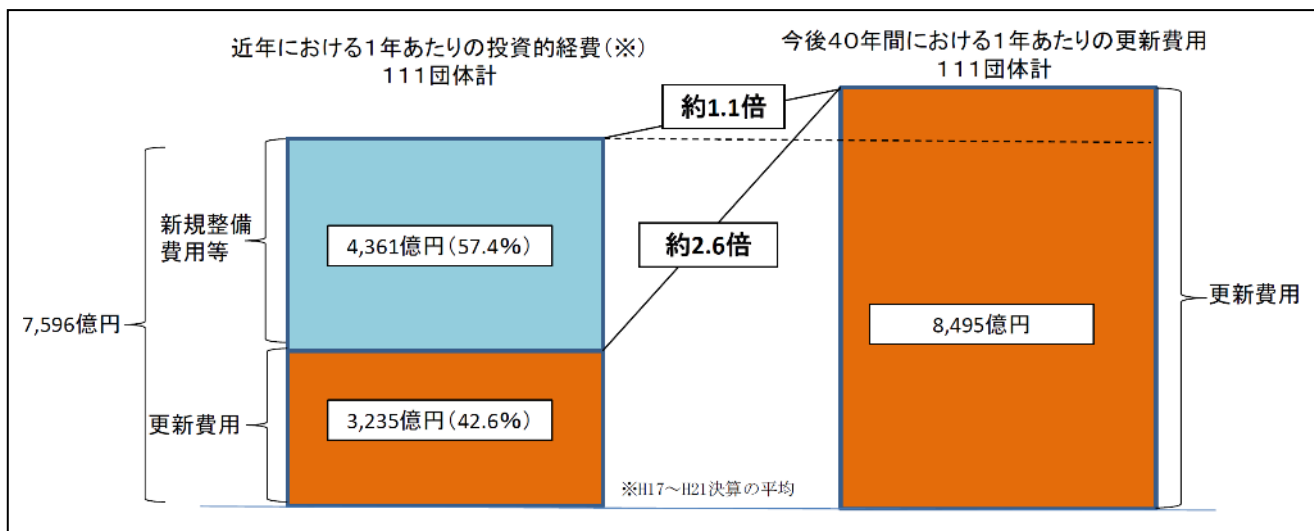 近年における1年あたりの投資的経費(※)
111団体計
今後40年間における1年あたりの更新費用
111団体計
約1.1倍
新規整備
費用等
4,361億円(57.4%)
約2.6倍
7,596億円
8,495億円
更新費用
更新費用
3,235億円(42.6%)
※H17～H21決算の平均